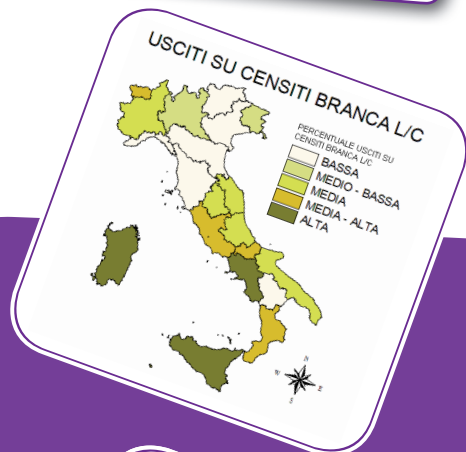 USCITI SU CENSITI BRANCA L/C
PERCENTUALE USCITI SU
CENSITI BRANCA L/C
BASSA
MEDIO - BASSA
MEDIA
MEDIA - ALTA
ALTA
N
W
E
S